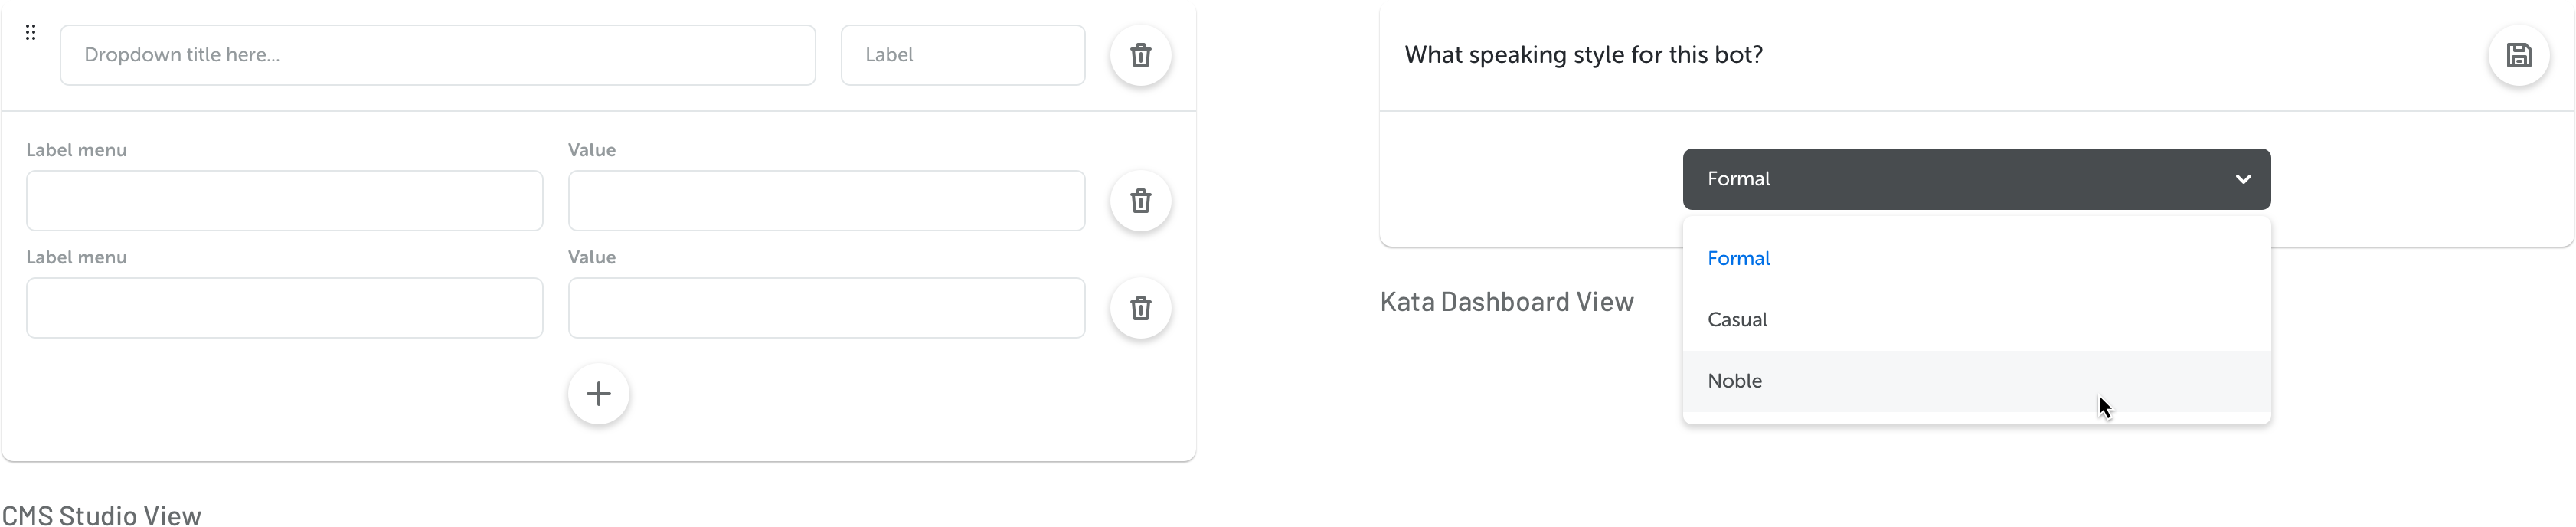 Dropdown title here...
Label
Label menu
Value
Label menu
Value
CMS Studio View
What speaking style for this bot?
Formal
Formal
Casual
Noble
Kata Dashboard View